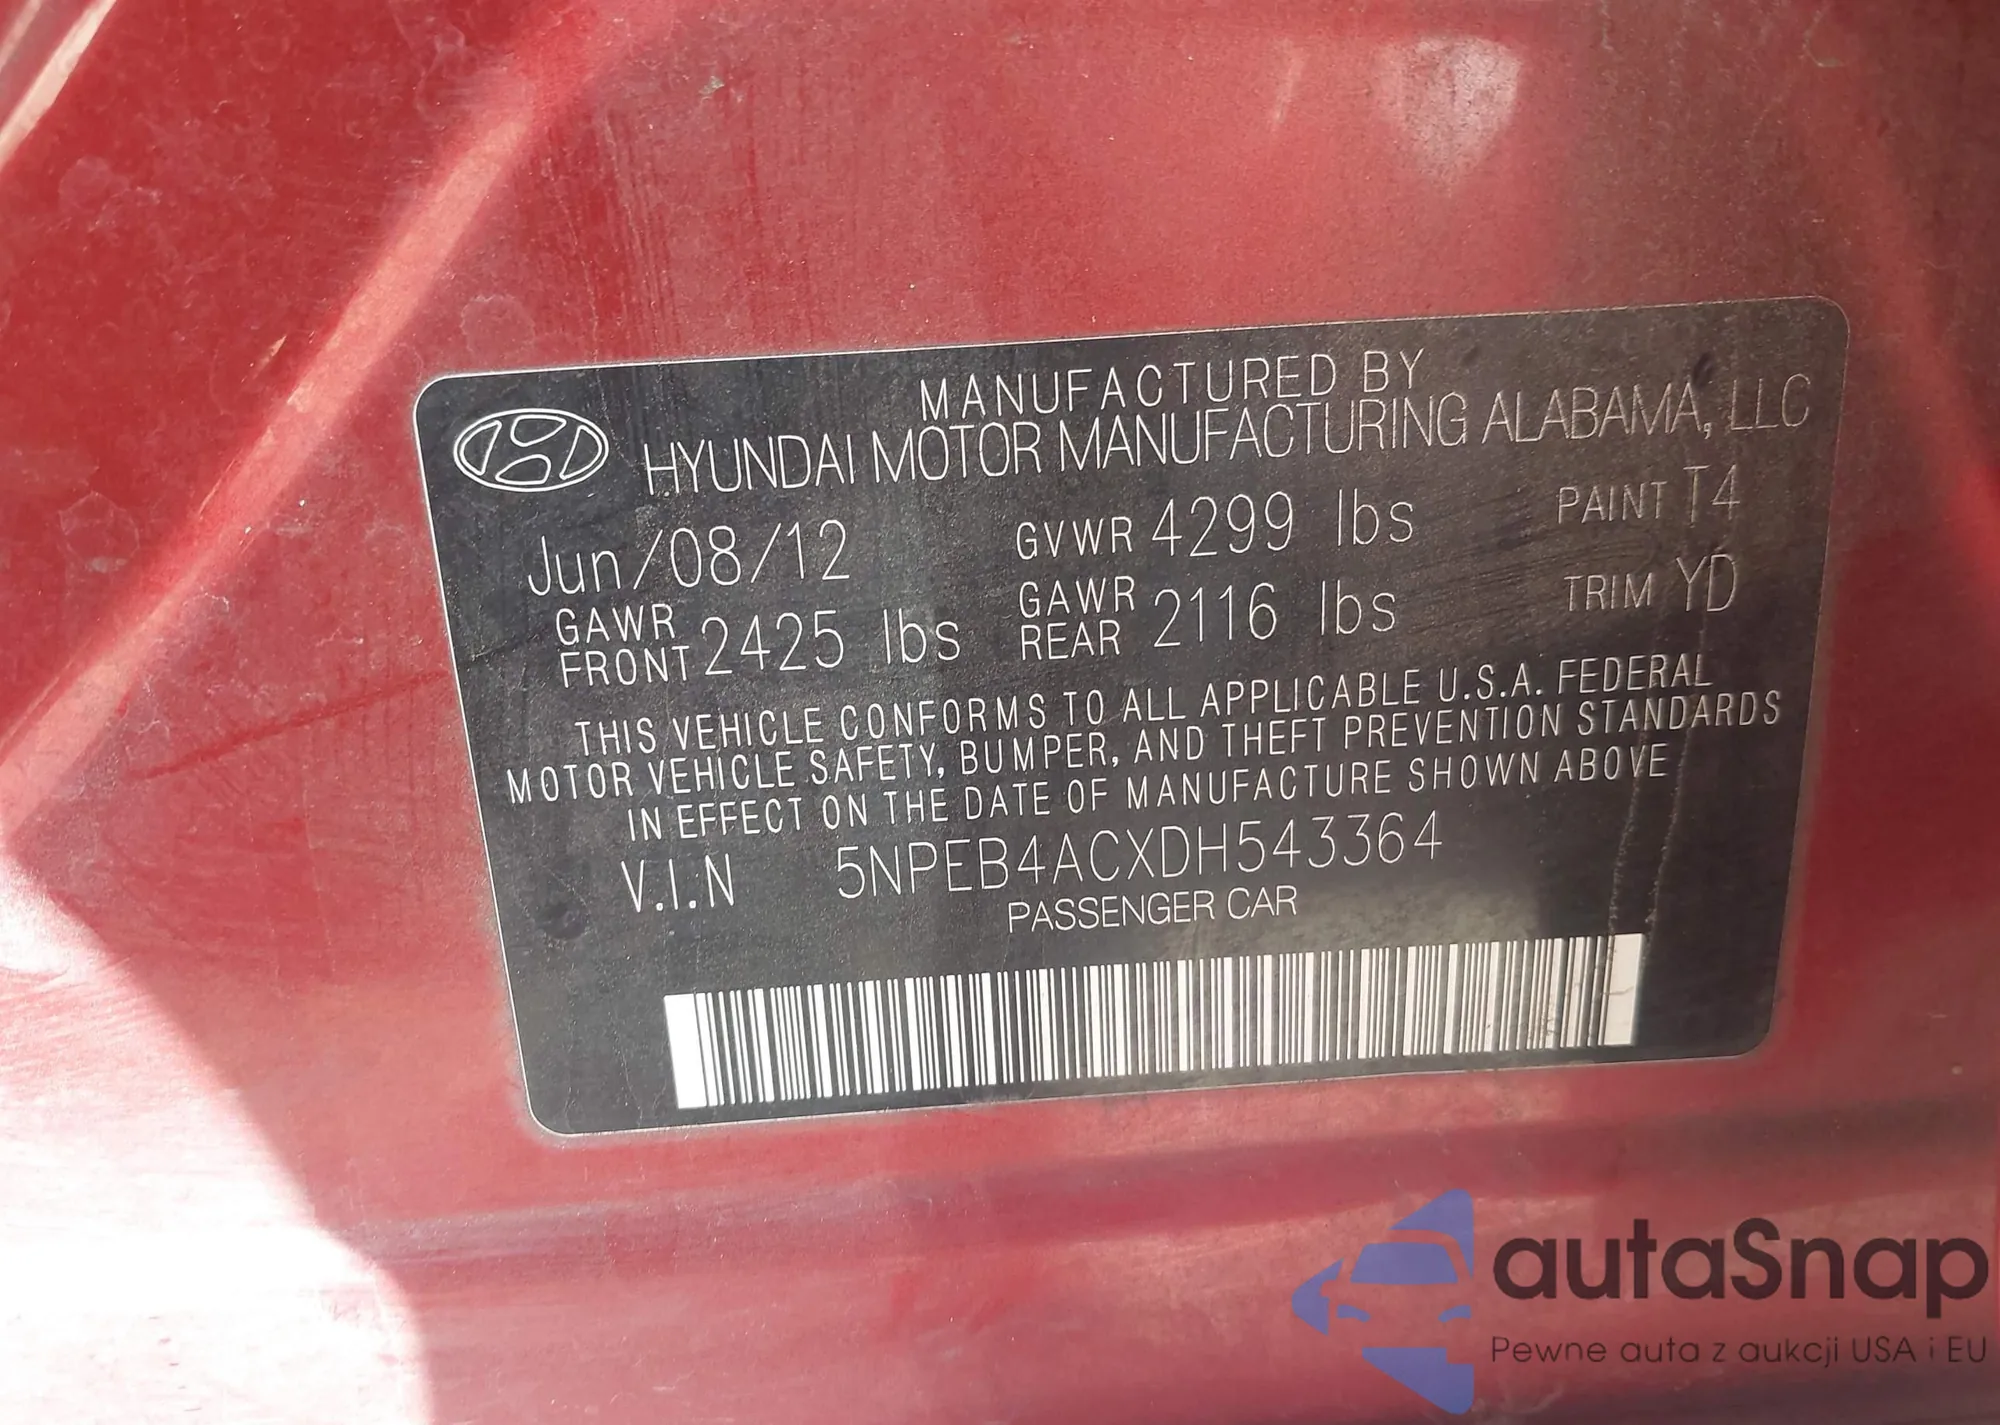 MANUFACTURED BY
HYUNDAI MOTOR MANUFACTURING ALABAMA, LLC
Jun/08/12 GVWR 4299 lbs PAINT T4
GAWR FRONT 2425 lbs GAWR REAR 2116 lbs TRIM YD
THIS VEHICLE CONFORMS TO ALL APPLICABLE U.S.A. FEDERAL
MOTOR VEHICLE SAFETY, BUMPER, AND THEFT PREVENTION STANDARDS
IN EFFECT ON THE DATE OF MANUFACTURE SHOWN ABOVE
V.I.N 5NPEB4ACXDH543364
PASSENGER CAR
autaSnap
Pewne auta z aukcji USA i EU